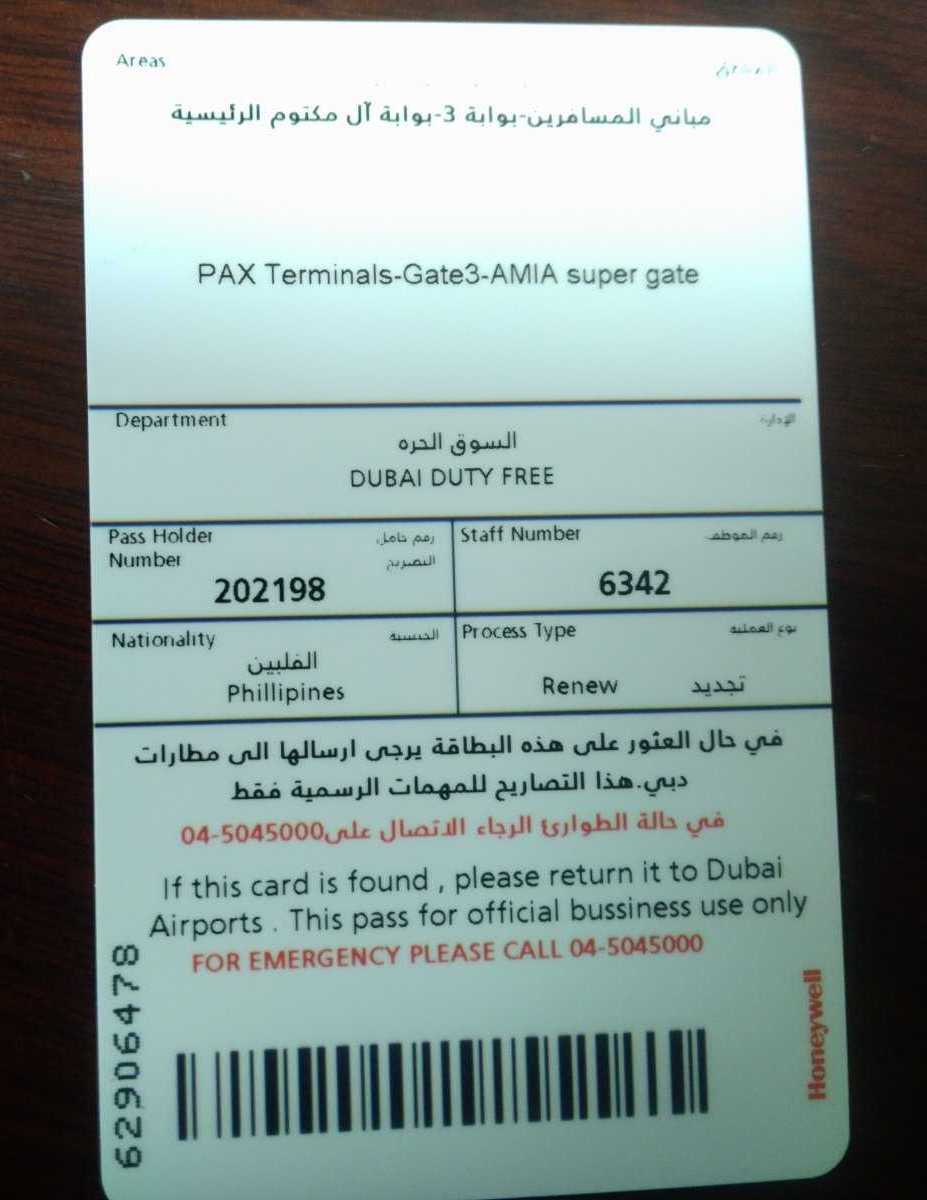 Areas
مباني المسافرين-بوابة 3-بوابة آل مكتوم الرئيسية
PAX Terminals-Gate3-AMIA super gate
Department الإدارة
السوق الحره
DUBAI DUTY FREE
Pass Holder رقم حامل
Number التصريح
202198
Staff Number رقم الموظف
6342
Nationality الجنسية
الفلبين
Phillipines
Process Type نوع العملية
Renew تجديد
في حال العثور على هذه البطاقة يرجى ارسالها الى مطارات
دبي.هذا التصاريح للمهمات الرسمية فقط
في حالة الطوارئ الرجاء الاتصال على04-5045000
If this card is found , please return it to Dubai
Airports . This pass for official bussiness use only
FOR EMERGENCY PLEASE CALL 04-5045000
62906478
Honeywell